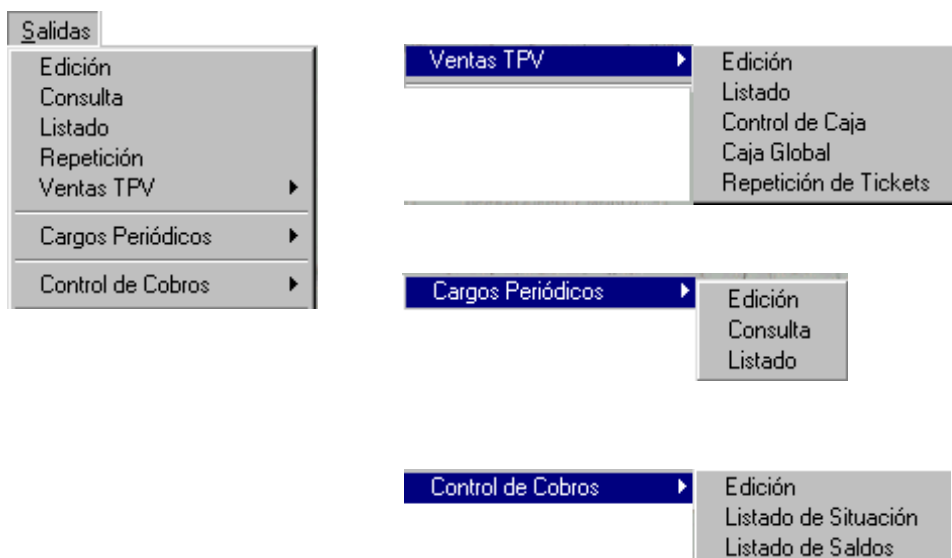 Salidas
Edición
Consulta
Listado
Repetición
Ventas TPV
Cargos Periódicos
Control de Cobros
Ventas TPV
Edición
Listado
Control de Caja
Caja Global
Repetición de Tickets
Cargos Periódicos
Edición
Consulta
Listado
Control de Cobros
Edición
Listado de Situación
Listado de Saldos